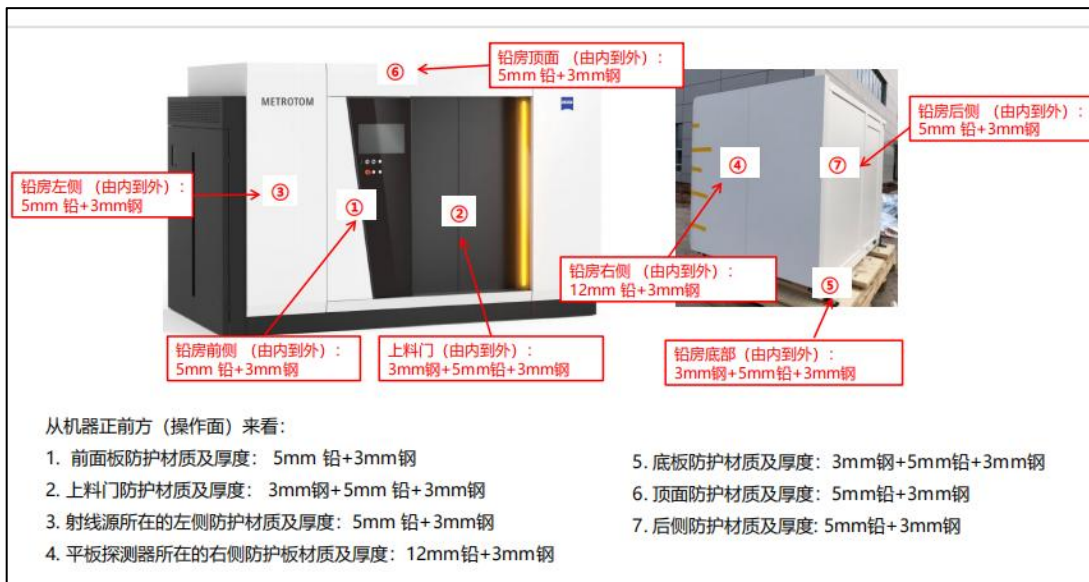 铅房顶面 (由内到外) :
5mm 铅+3mm钢
⑥
METROTOM
ZEISS
铅房后侧 (由内到外) :
5mm 铅+3mm钢
④
⑦
铅房左侧 (由内到外) :
5mm 铅+3mm钢
③
①
②
铅房右侧 (由内到外) :
12mm 铅+3mm钢
⑤
铅房前侧 (由内到外) :
5mm 铅+3mm钢
上料门 (由内到外) :
3mm钢+5mm铅+3mm钢
铅房底部 (由内到外) :
3mm钢+5mm铅+3mm钢
从机器正前方（操作面）来看:
1. 前面板防护材质及厚度： 5mm 铅+3mm钢
2. 上料门防护材质及厚度： 3mm钢+5mm 铅+3mm钢
3. 射线源所在的左侧防护材质及厚度：5mm 铅+3mm钢
4. 平板探测器所在的右侧防护板材质及厚度：12mm铅+3mm钢
5. 底板防护材质及厚度：3mm钢+5mm铅+3mm钢
6. 顶面防护材质及厚度：5mm铅+3mm钢
7. 后侧防护材质及厚度: 5mm铅+3mm钢